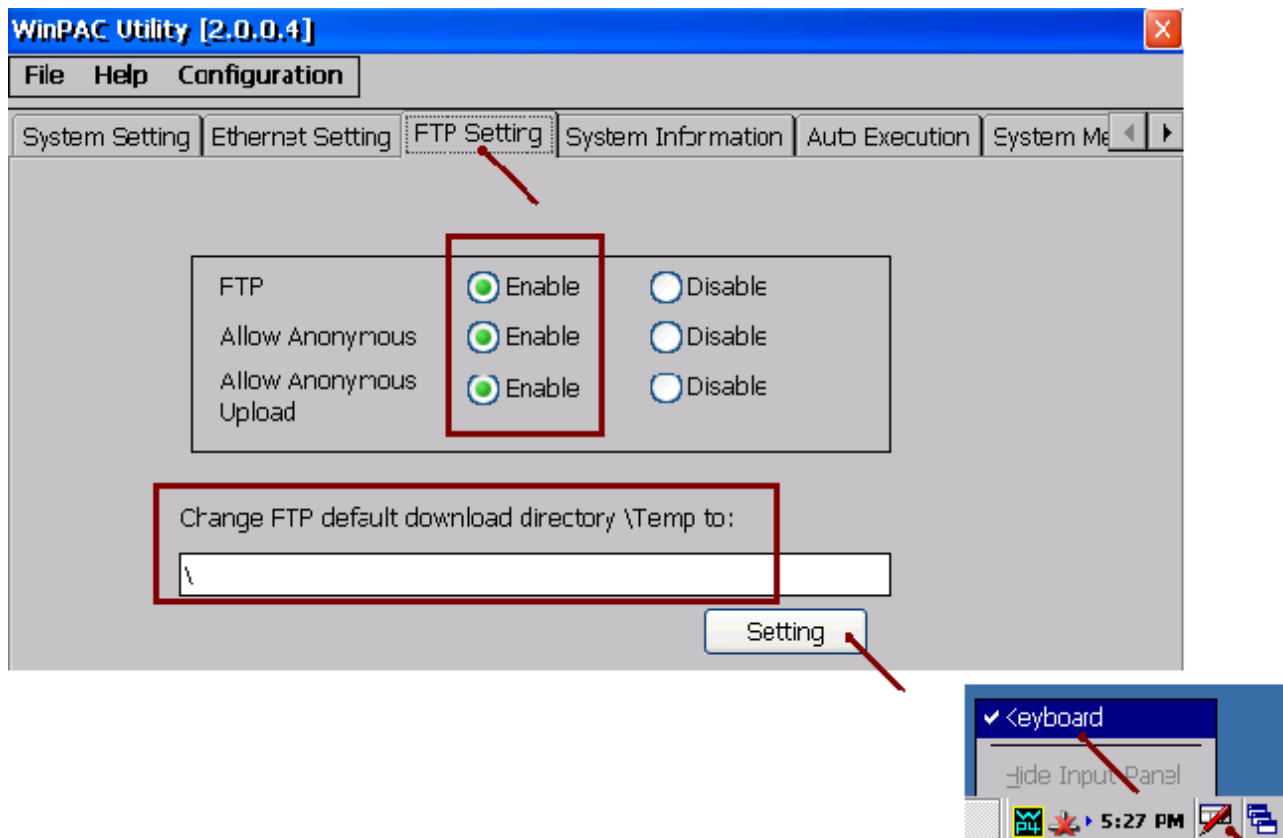 WinPAC Utility [2.0.0.4]
File Help Configuration
System Setting Ethernet Setting FTP Setting System Information Auto Execution System Me
FTP Enable Disable
Allow Anonymous Enable Disable
Allow Anonymous Upload Enable Disable
Change FTP default download directory \Temp to:
\
Setting
Keyboard
Hide Input Panel
5:27 PM